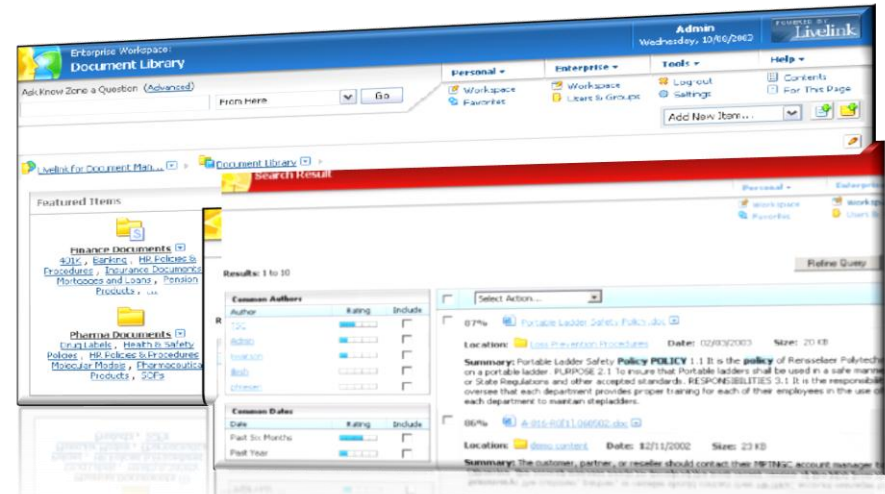 Enterprise Workspace:
Document Library
Admin
Wednesday, 10/08/2003
POWERED BY
Livelink
Ask Know Zone a Question (Advanced)
From Here
Go
Personal
Workspace
Favorites
Enterprise
Workspace
Users & Groups
Tools
Logout
Settings
Help
Contents
For This Page
Add New Item...
Livelink for Document Man...
Document Library
Featured Items
Finance Documents
401K , Banking , HR Policies &
Procedures , Insurance Documents
Mortgages and Loans , Pension
Products , ...
Pharma Documents
Drug Labels , Health & Safety
Polices , HR Policies & Procedures
Molecular Models , Pharmaceutica
Products , SOPs
Search Result
Personal
Workspace
Favorites
Enterpris
Worksp
Users &
Results: 1 to 10
Refine Query
Common Authors
Author Rating Include
Admin
Common Dates
Date Rating Include
Past Six Months
Past Year
Select Action...
87% Portable Ladder Safety Policy.doc
Location: Loss Prevention Procedures Date: 02/03/2003 Size: 20 KB
Summary: Portable Ladder Safety Policy POLICY 1.1 It is the policy of Rensselaer Polytechn
on a portable ladder. PURPOSE 2.1 To insure that Portable ladders shall be used in a safe manne
or State Regulations and other accepted standards. RESPONSIBILITIES 3.1 It is the responsibilit
oversee that each department provides proper training for each of their employees in the use of
each department to maintain stepladders.
86%
Location: demo content Date: 12/11/2002 Size: 23 KB
Summary: The customer, partner, or reseller should contact their account manager